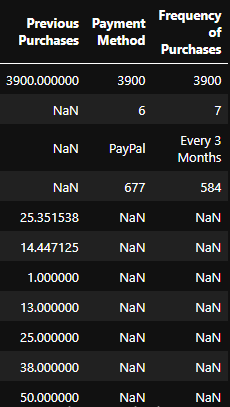 Previous Purchases Payment Method Frequency of Purchases
3900.000000 3900 3900
NaN 6 7
NaN PayPal Every 3 Months
NaN 677 584
25.351538 NaN NaN
14.447125 NaN NaN
1.000000 NaN NaN
13.000000 NaN NaN
25.000000 NaN NaN
38.000000 NaN NaN
50.000000 NaN NaN